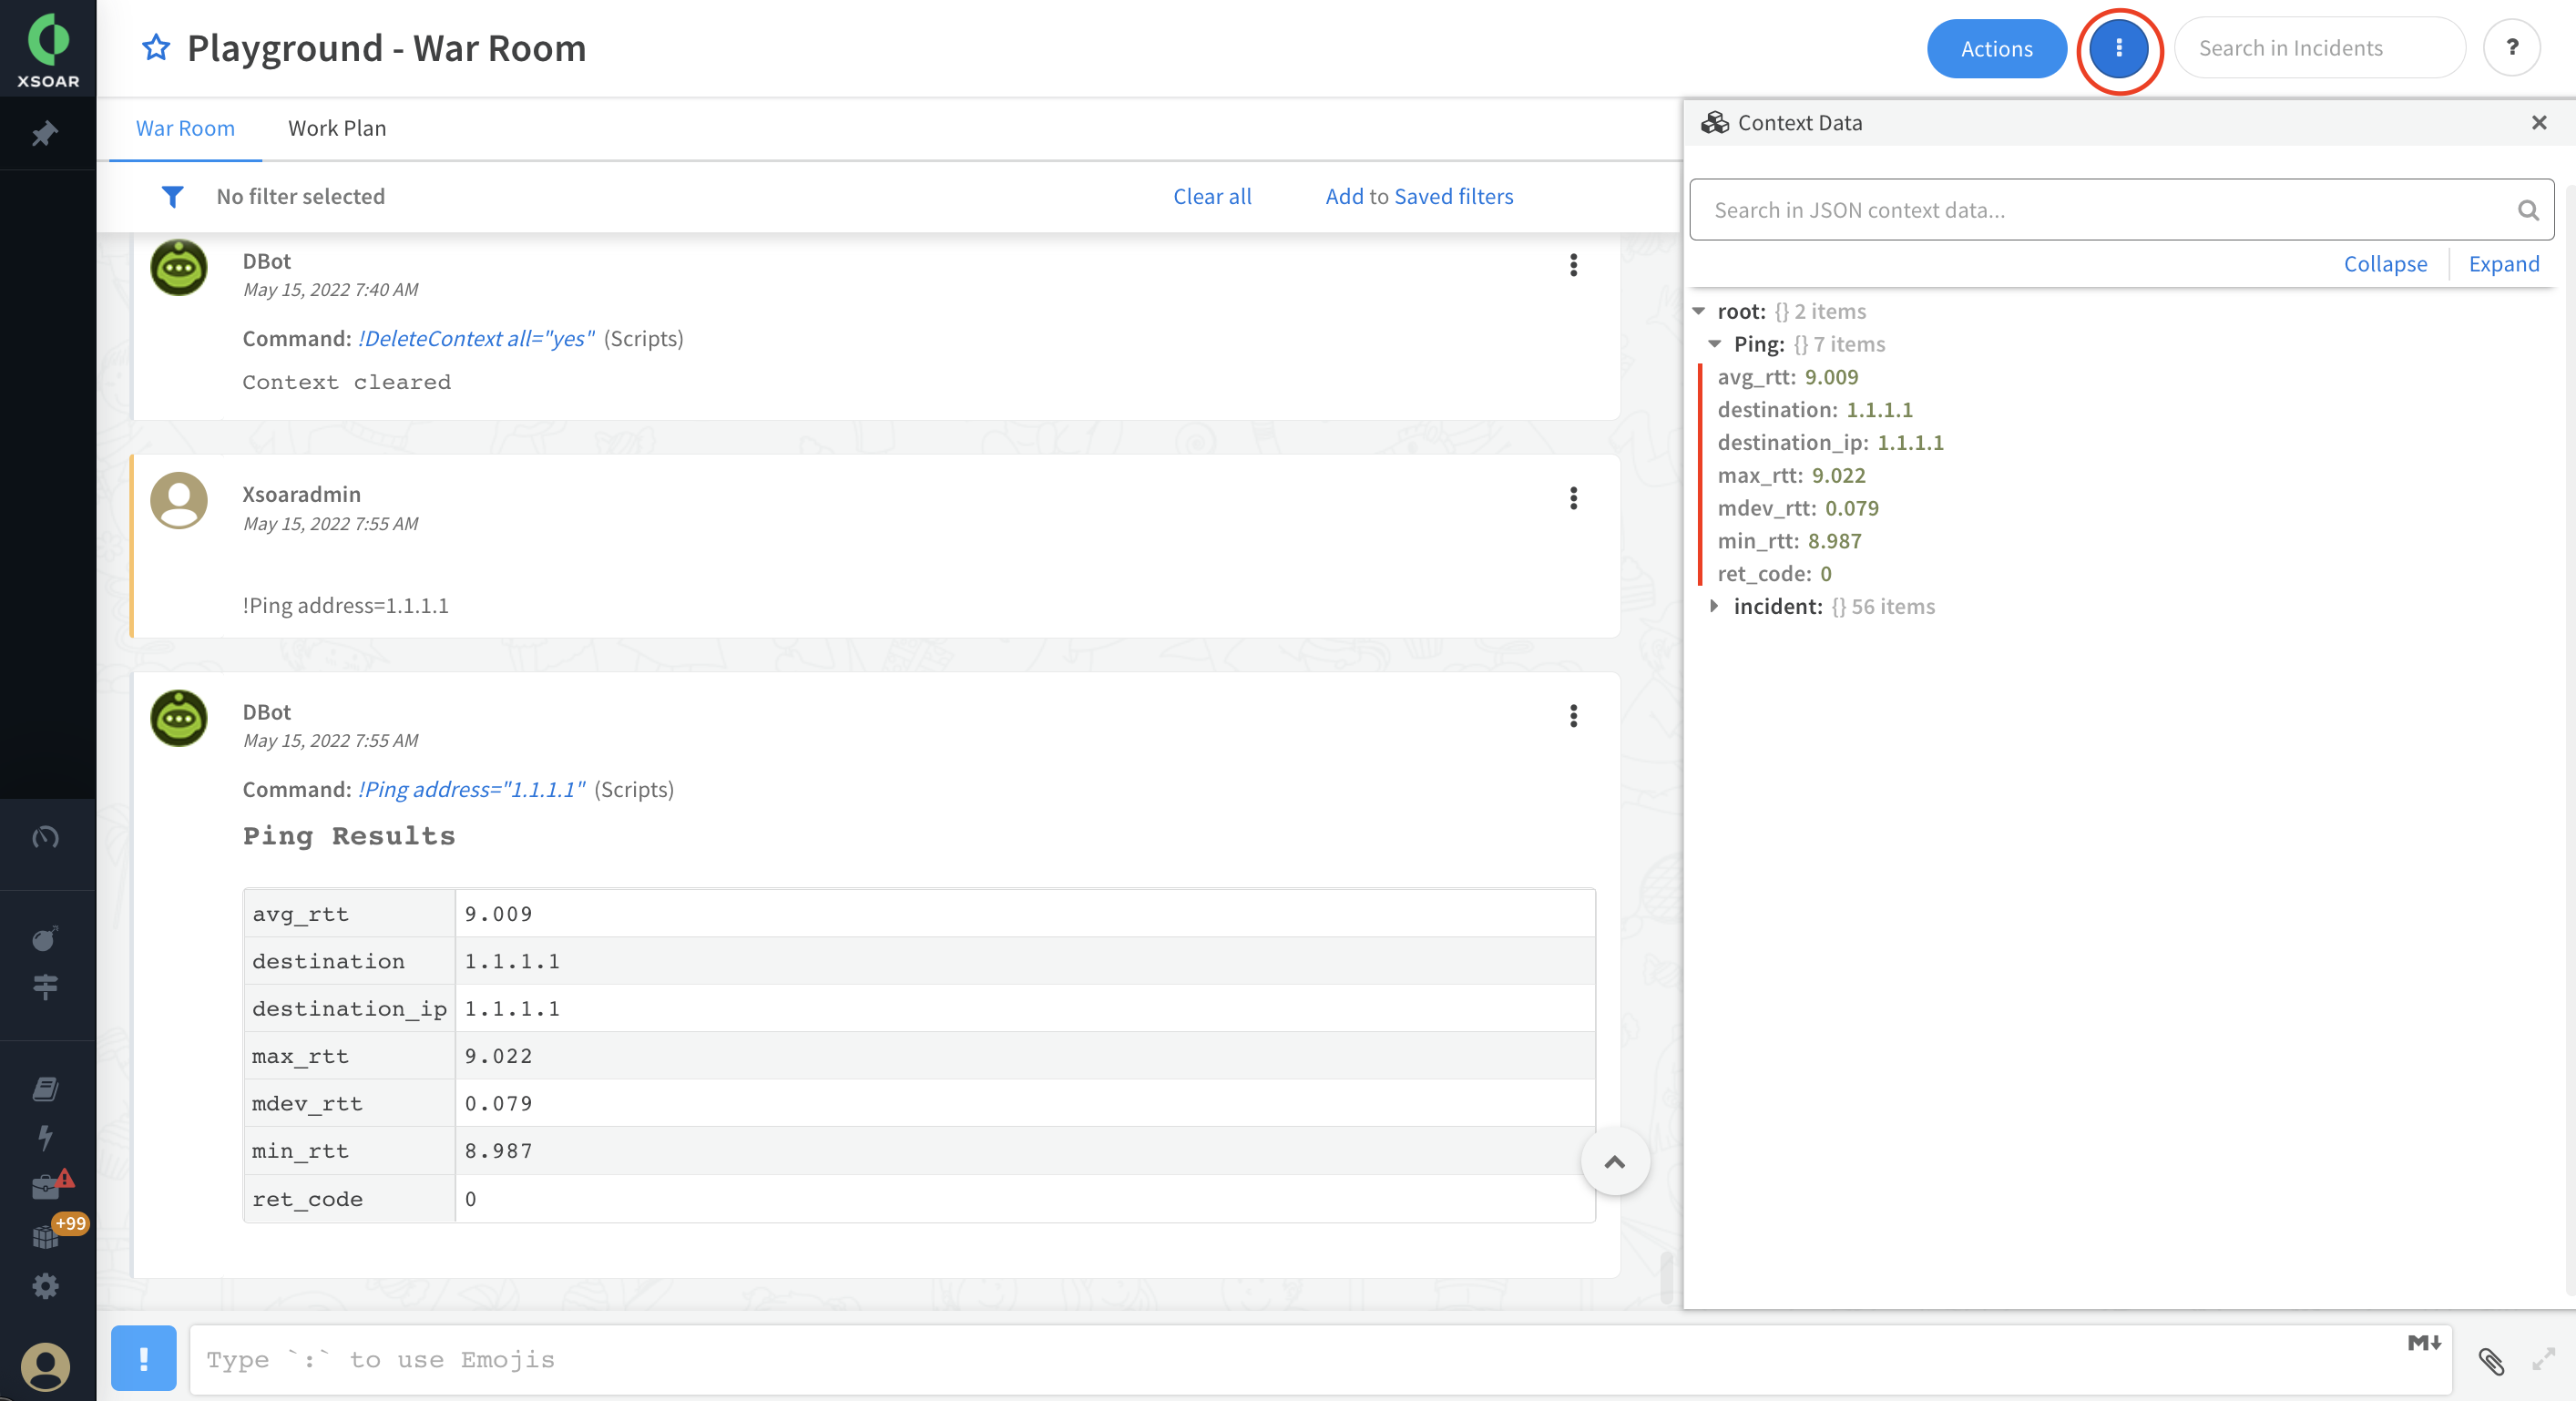 XSOAR
Playground - War Room
Actions
Search in Incidents
?
War Room
Work Plan
No filter selected
Clear all
Add to Saved filters
DBot
May 15, 2022 7:40 AM
Command: !DeleteContext all="yes" (Scripts)
Context cleared
Xsoaradmin
May 15, 2022 7:55 AM
!Ping address=1.1.1.1
DBot
May 15, 2022 7:55 AM
Command: !Ping address="1.1.1.1" (Scripts)
Ping Results
avg_rtt 9.009
destination 1.1.1.1
destination_ip 1.1.1.1
max_rtt 9.022
mdev_rtt 0.079
min_rtt 8.987
ret_code 0
+99
!
Type `:` to use Emojis
M
Context Data
Search in JSON context data...
Collapse
Expand
root: {} 2 items
Ping: {} 7 items
avg_rtt: 9.009
destination: 1.1.1.1
destination_ip: 1.1.1.1
max_rtt: 9.022
mdev_rtt: 0.079
min_rtt: 8.987
ret_code: 0
incident: {} 56 items